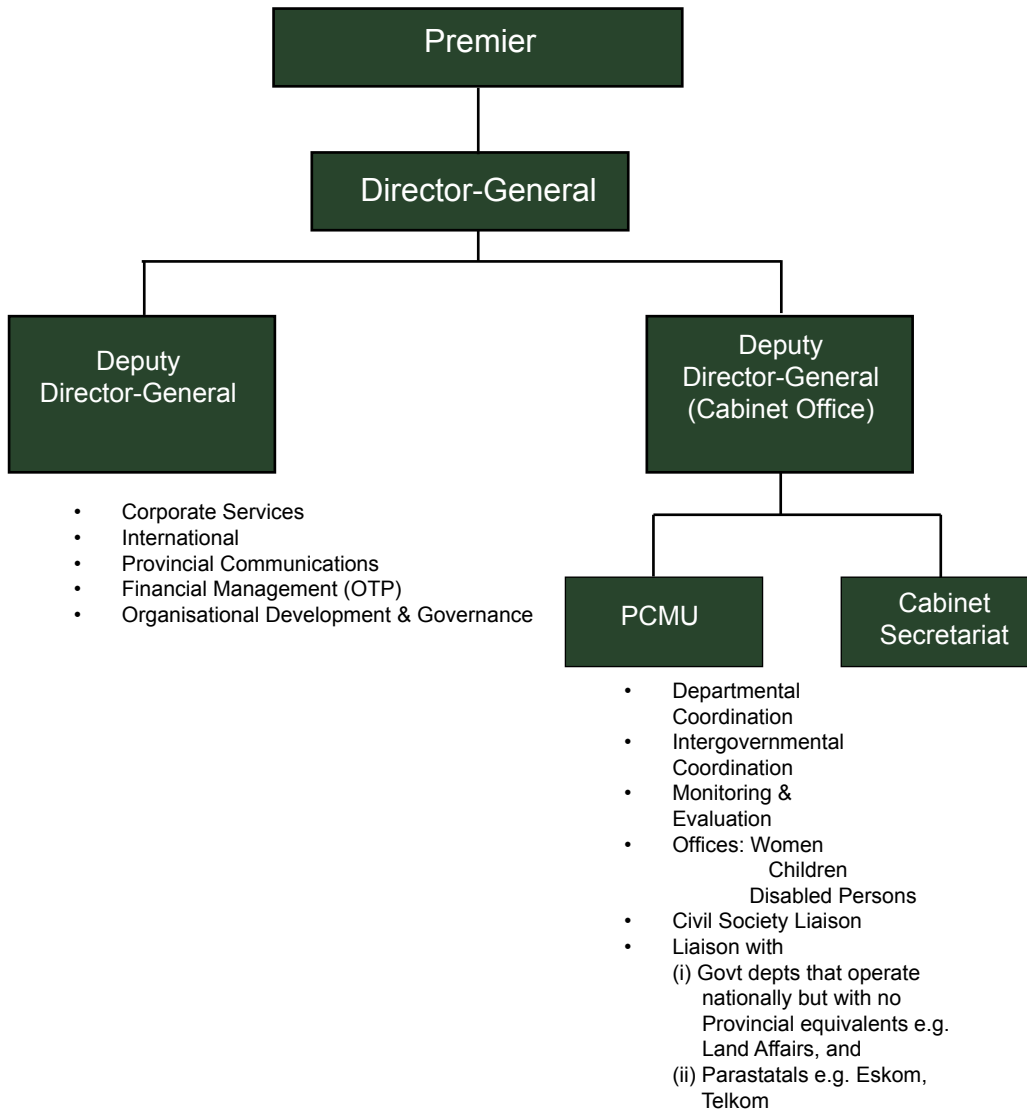 Premier
Director-General
Deputy
Director-General
Deputy
Director-General
(Cabinet Office)
• Corporate Services
• International
• Provincial Communications
• Financial Management (OTP)
• Organisational Development & Governance
PCMU
Cabinet
Secretariat
• Departmental
Coordination
• Intergovernmental
Coordination
• Monitoring &
Evaluation
• Offices: Women
Children
Disabled Persons
• Civil Society Liaison
• Liaison with
(i) Govt depts that operate
nationally but with no
Provincial equivalents e.g.
Land Affairs, and
(ii) Parastatals e.g. Eskom,
Telkom